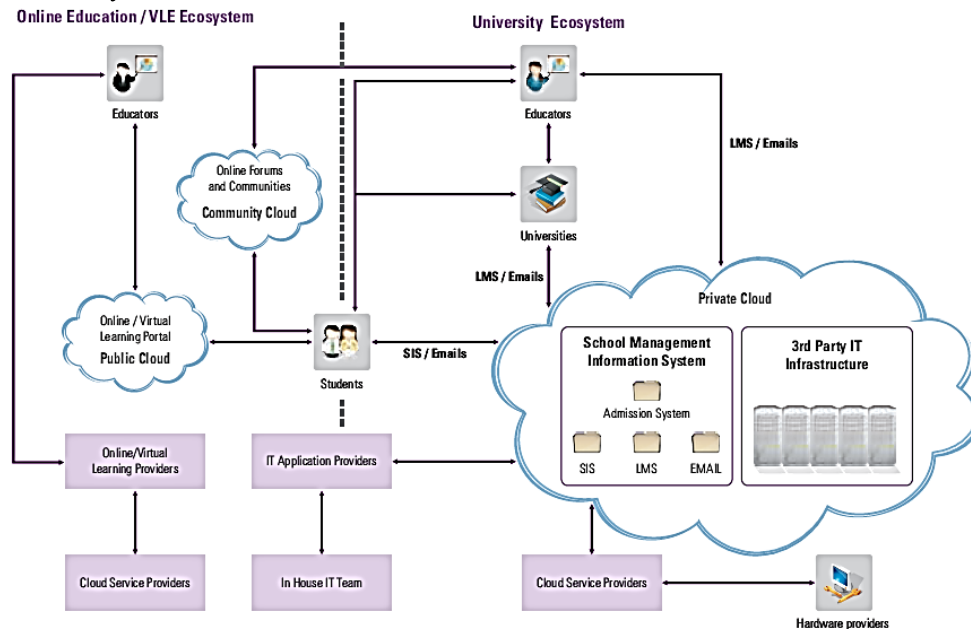 Online Education / VLE Ecosystem
University Ecosystem
Educators
Educators
LMS / Emails
Online Forums
and Communities
Community Cloud
Universities
LMS / Emails
Private Cloud
Online / Virtual
Learning Portal
Public Cloud
Students
SIS / Emails
School Management
Information System
Admission System
SIS
LMS
EMAIL
3rd Party IT
Infrastructure
Online/Virtual
Learning Providers
IT Application Providers
Cloud Service Providers
In House IT Team
Cloud Service Providers
Hardware providers